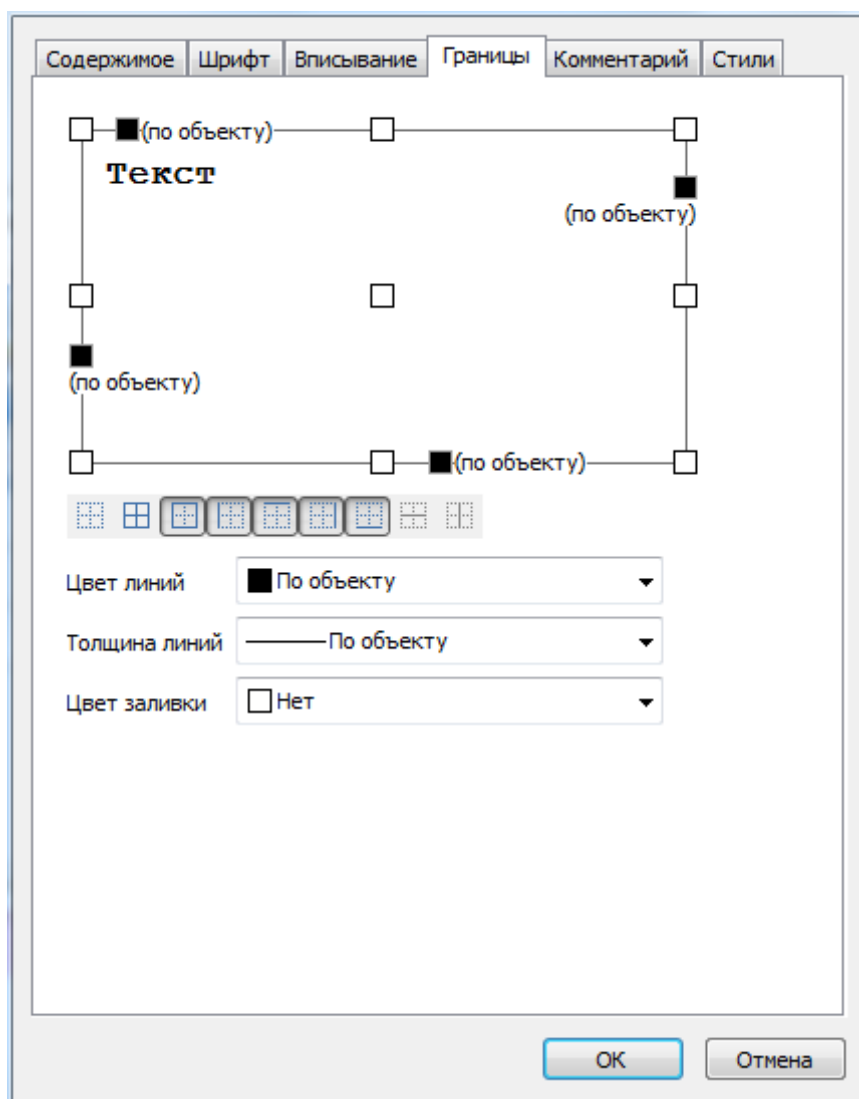 Содержимое Шрифт Вписывание Границы Комментарий Стили
(по объекту)
Текст
(по объекту)
(по объекту)
(по объекту)
Цвет линий По объекту
Толщина линий По объекту
Цвет заливки Нет
ОК Отмена